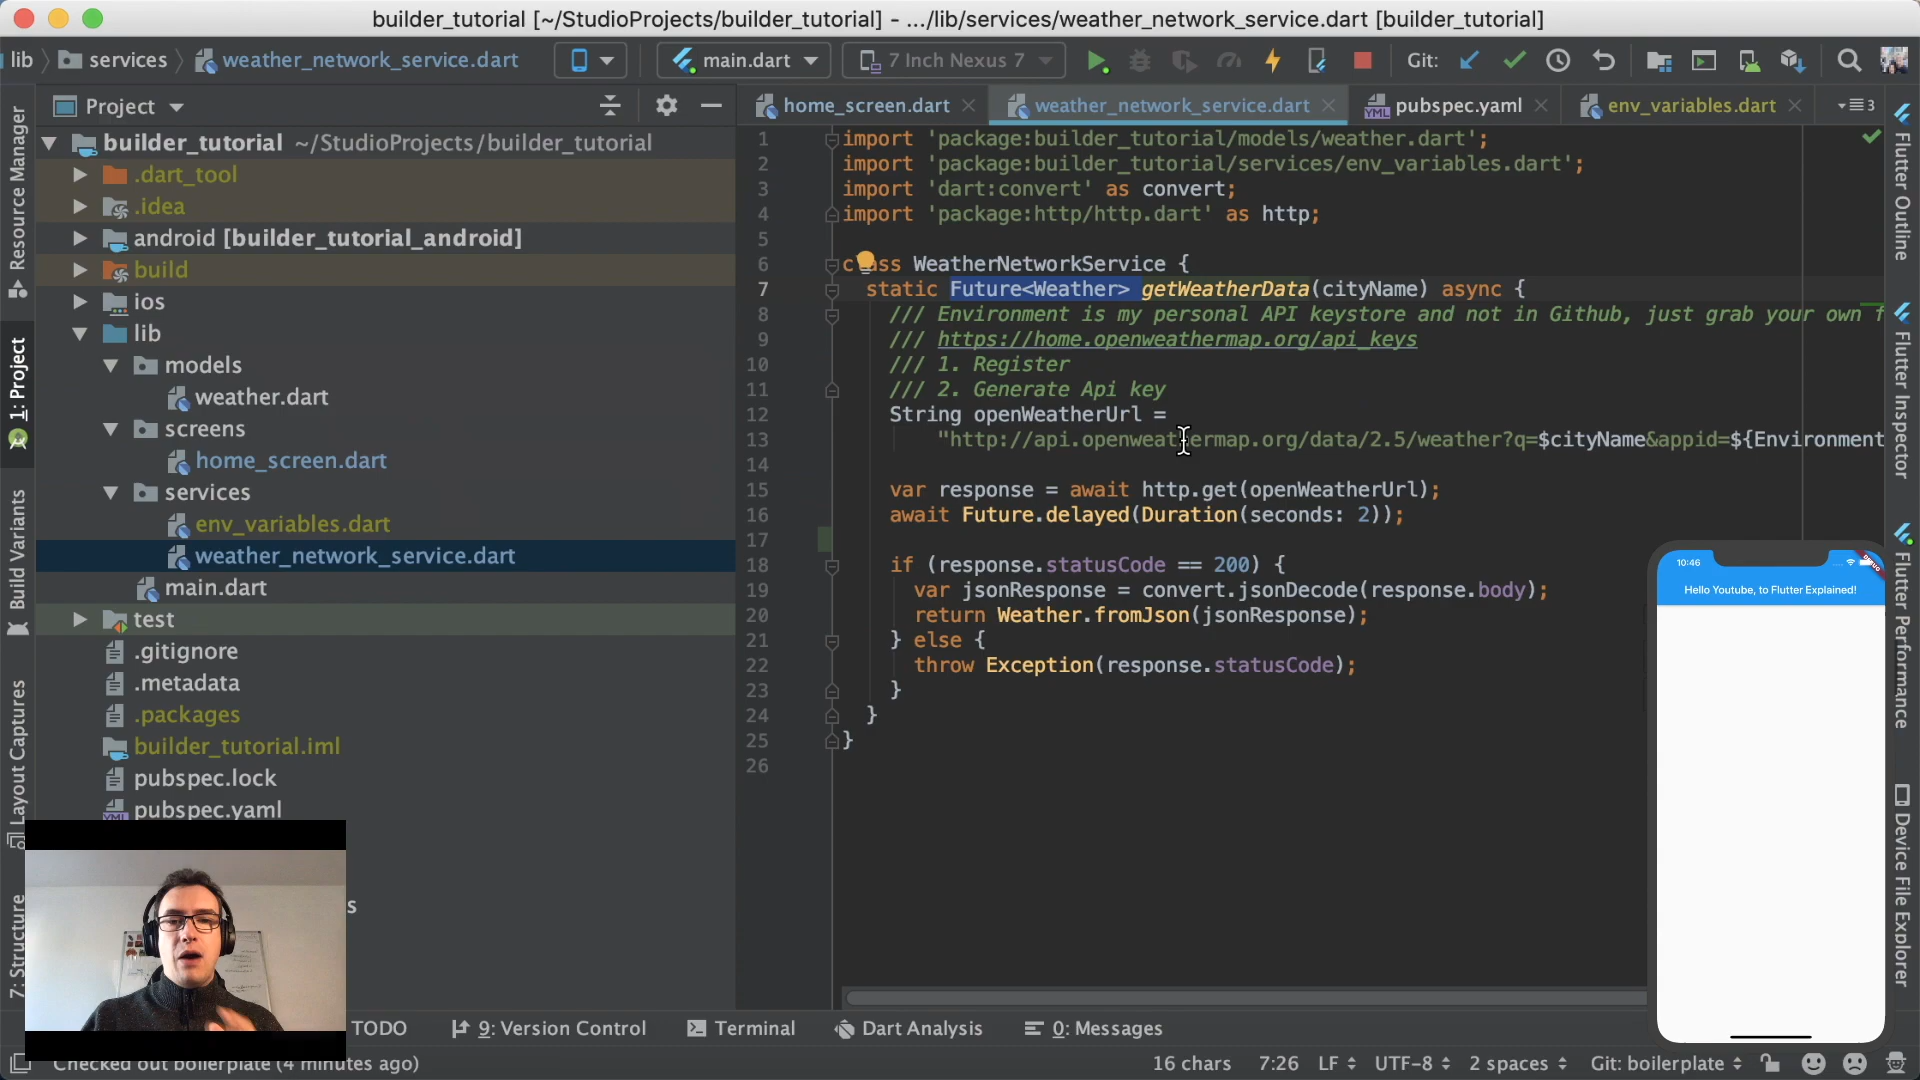 builder_tutorial [~/StudioProjects/builder_tutorial] - .../lib/services/weather_network_service.dart [builder_tutorial]
lib services weather_network_service.dart main.dart 7 Inch Nexus 7 Git:
Project
home_screen.dart weather_network_service.dart pubspec.yaml env_variables.dart 3
builder_tutorial ~/StudioProjects/builder_tutorial
.dart_tool
.idea
android [builder_tutorial_android]
build
ios
lib
models
weather.dart
screens
home_screen.dart
services
env_variables.dart
weather_network_service.dart
main.dart
test
.gitignore
.metadata
.packages
builder_tutorial.iml
pubspec.lock
pubspec.yaml
s
Resource Manager
1: Project
Build Variants
Layout Captures
7: Structure
1 import 'package:builder_tutorial/models/weather.dart';
2 import 'package:builder_tutorial/services/env_variables.dart';
3 import 'dart:convert' as convert;
4 import 'package:http/http.dart' as http;
5
6 class WeatherNetworkService {
7 static Future<Weather> getWeatherData(cityName) async {
8 /// Environment is my personal API keystore and not in Github, just grab your own f
9 /// https://home.openweathermap.org/api_keys
10 /// 1. Register
11 /// 2. Generate Api key
12 String openWeatherUrl =
13 "http://api.openweathermap.org/data/2.5/weather?q=$cityName&appid=${Environment
14
15 var response = await http.get(openWeatherUrl);
16 await Future.delayed(Duration(seconds: 2));
17
18 if (response.statusCode == 200) {
19 var jsonResponse = convert.jsonDecode(response.body);
20 return Weather.fromJson(jsonResponse);
21 } else {
22 throw Exception(response.statusCode);
23 }
24 }
25 }
26
Flutter Outline
Flutter Inspector
Flutter Performance
Device File Explorer
10:46
Hello Youtube, to Flutter Explained!
TODO 9: Version Control Terminal Dart Analysis 0: Messages
Checked out boilerplate (4 minutes ago) 16 chars 7:26 LF UTF-8 2 spaces Git: boilerplate